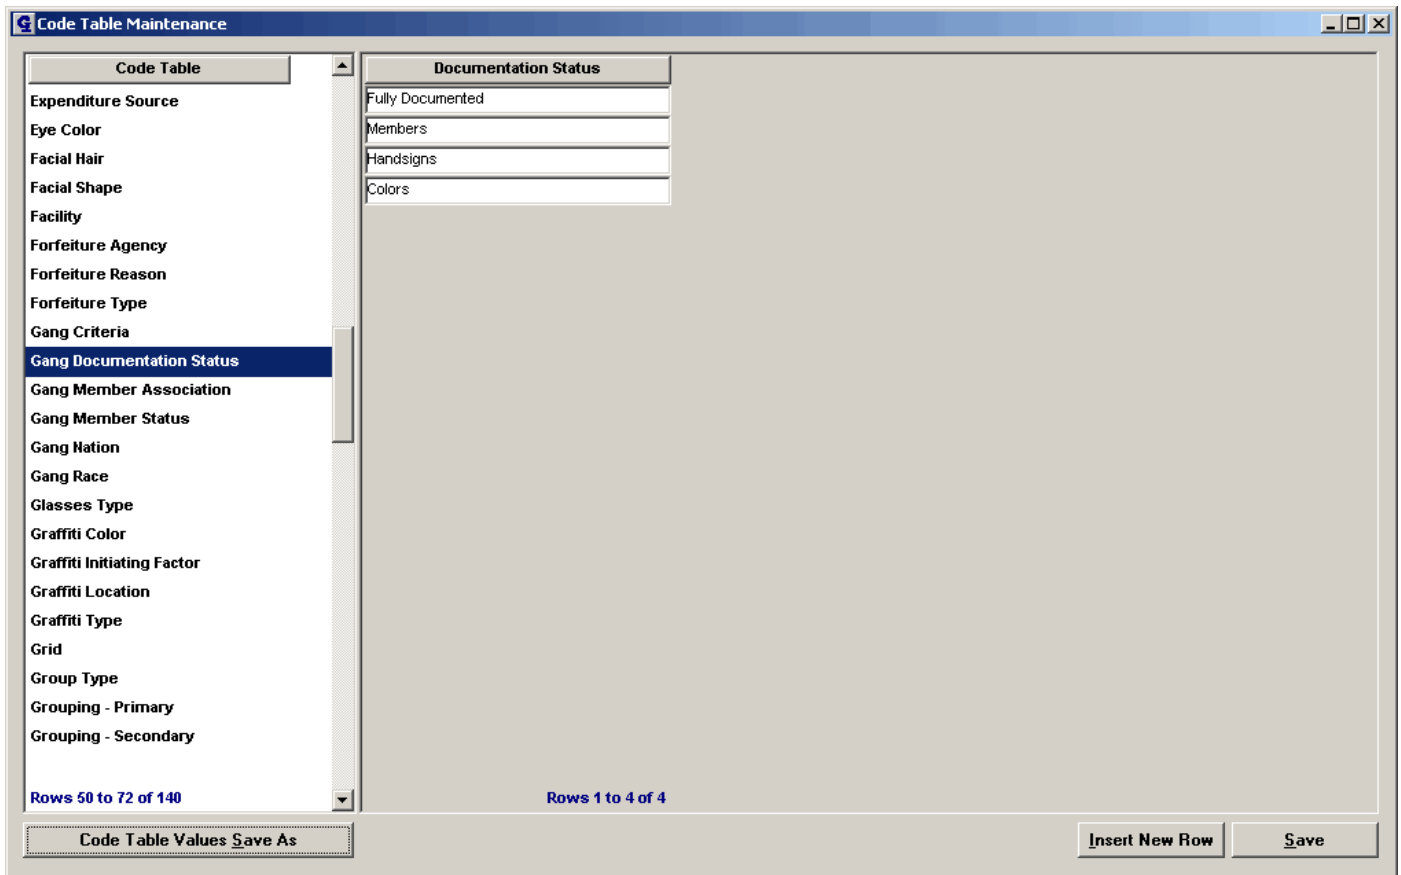 Code Table Maintenance
Code Table
Expenditure Source
Eye Color
Facial Hair
Facial Shape
Facility
Forfeiture Agency
Forfeiture Reason
Forfeiture Type
Gang Criteria
Gang Documentation Status
Gang Member Association
Gang Member Status
Gang Nation
Gang Race
Glasses Type
Graffiti Color
Graffiti Initiating Factor
Graffiti Location
Graffiti Type
Grid
Group Type
Grouping - Primary
Grouping - Secondary
Rows 50 to 72 of 140
Documentation Status
Fully Documented
Members
Handsigns
Colors
Rows 1 to 4 of 4
Code Table Values Save As
Insert New Row
Save